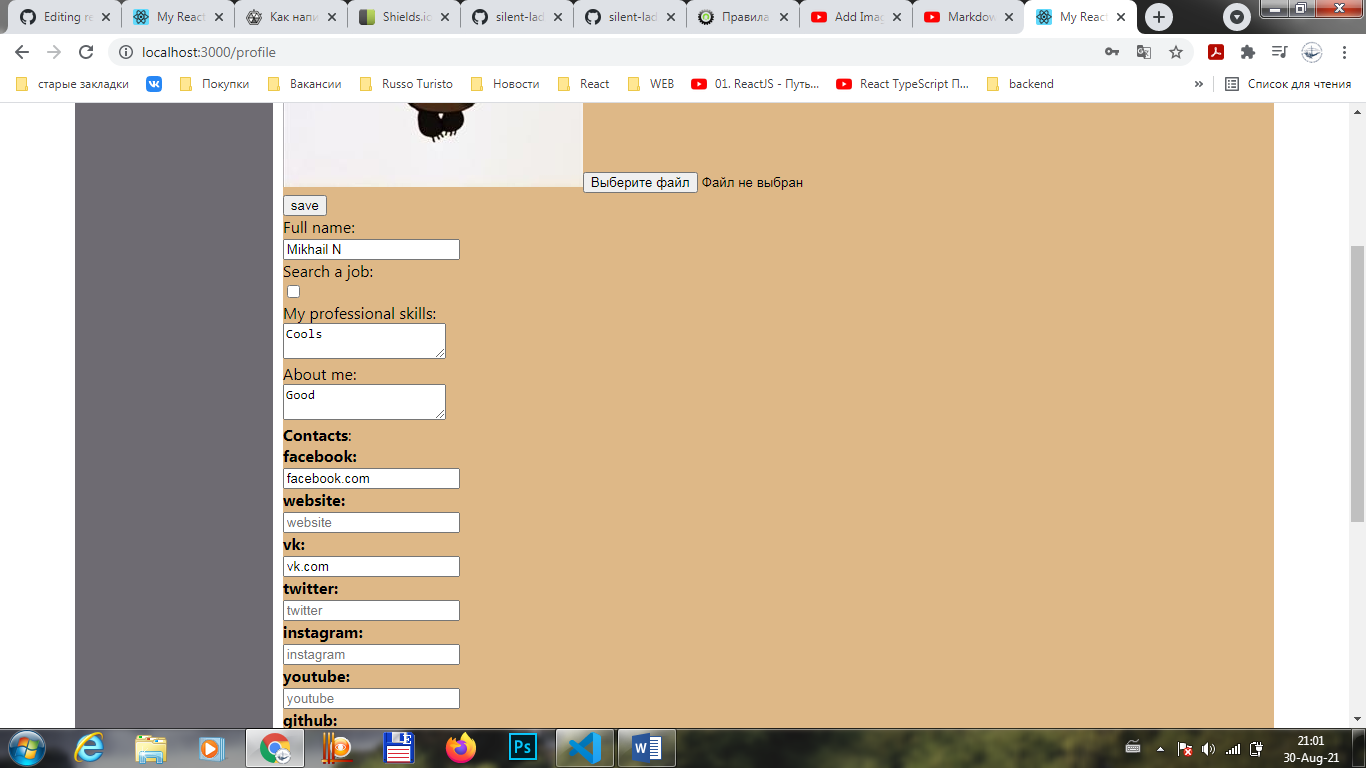 Editing re
My React
Как напи
Shields.io
silent-lad
silent-lad
Правила
Add Imag
Markdow
My React
localhost:3000/profile
старые закладки
Покупки
Вакансии
Russo Turisto
Новости
React
WEB
01. ReactJS - Путь...
React TypeScript П...
backend
»
Список для чтения
Выберите файл Файл не выбран
save
Full name:
Mikhail N
Search a job:
My professional skills:
Cools
About me:
Good
Contacts:
facebook:
facebook.com
website:
website
vk:
vk.com
twitter:
twitter
instagram:
instagram
youtube:
youtube
github:
Ps
W
21:01
30-Aug-21